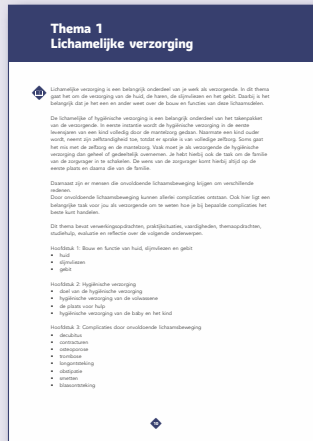 Thema 1
Lichamelijke verzorging
Lichamelijke verzorging is een belangrijk onderdeel van je werk als verzorgende. In dit thema
gaat het om de verzorging van de huid, de haren, de slijmvliezen en het gebit. Daarbij is het
belangrijk dat je het een en ander weet over de bouw en functies van deze lichaamsdelen.
De lichamelijke of hygiënische verzorging is een belangrijk onderdeel van het takenpakket
van de verzorgende. In eerste instantie wordt de hygiënische verzorging in de eerste
levensjaren van een kind volledig door de mantelzorg gedaan. Naarmate een kind ouder
wordt, neemt zijn zelfstandigheid toe, totdat er sprake is van volledige zelfzorg. Soms gaat
het mis met de zelfzorg en de mantelzorg. Vaak moet je als verzorgende de hygiënische
verzorging dan geheel of gedeeltelijk overnemen. Je hebt hierbij ook de taak om de familie
van de zorgvrager in te schakelen. De wens van de zorgvrager komt hierbij altijd op de
eerste plaats en daarna die van de familie.
Daarnaast zijn er mensen die onvoldoende lichaamsbeweging krijgen om verschillende
redenen.
Door onvoldoende lichaamsbeweging kunnen allerlei complicaties ontstaan. Ook hier ligt een
belangrijke taak voor jou als verzorgende om te weten hoe je bij bepaalde complicaties het
beste kunt handelen.
Dit thema bevat verwerkingsopdrachten, praktijksituaties, vaardigheden, themaopdrachten,
studiehulp, evaluatie en reflectie over de volgende onderwerpen.
Hoofdstuk 1: Bouw en functie van huid, slijmvliezen en gebit
• huid
• slijmvliezen
• gebit
Hoofdstuk 2: Hygiënische verzorging
• doel van de hygiënische verzorging
• hygiënische verzorging van de volwassene
• de plaats voor hulp
• hygiënische verzorging van de baby en het kind
Hoofdstuk 3: Complicaties door onvoldoende lichaamsbeweging
• decubitus
• contracturen
• osteoporose
• trombose
• longontsteking
• obstipatie
• smetten
• blaasontsteking